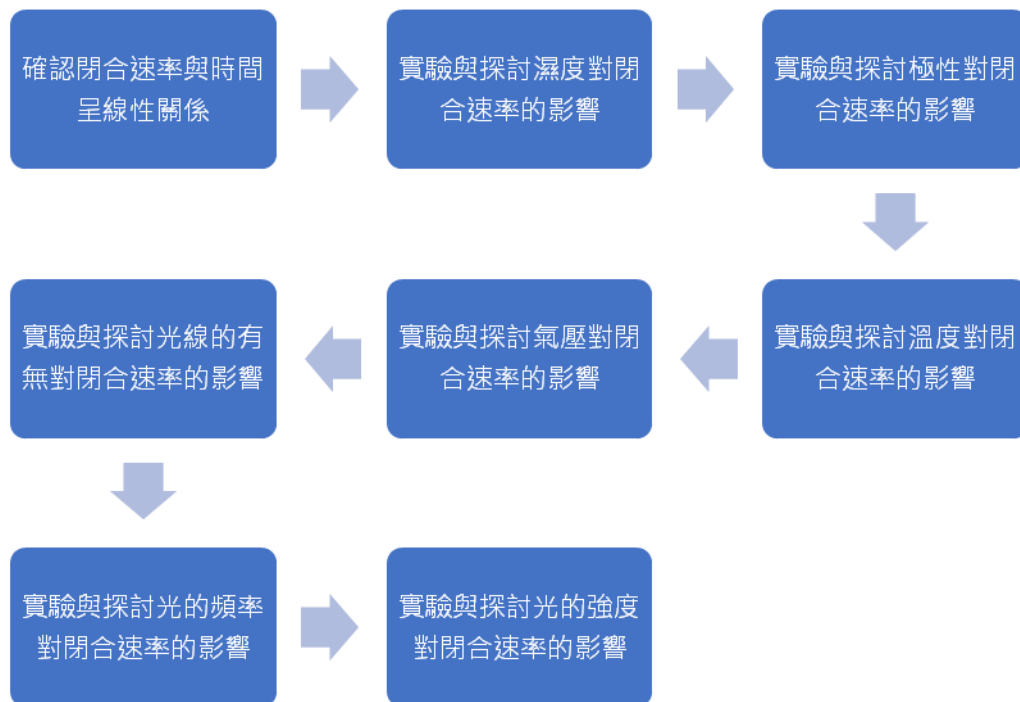 確認閉合速率與時間
呈線性關係
實驗與探討濕度對閉
合速率的影響
實驗與探討極性對閉
合速率的影響
實驗與探討溫度對閉
合速率的影響
實驗與探討氣壓對閉
合速率的影響
實驗與探討光線的有
無對閉合速率的影響
實驗與探討光的頻率
對閉合速率的影響
實驗與探討光的強度
對閉合速率的影響